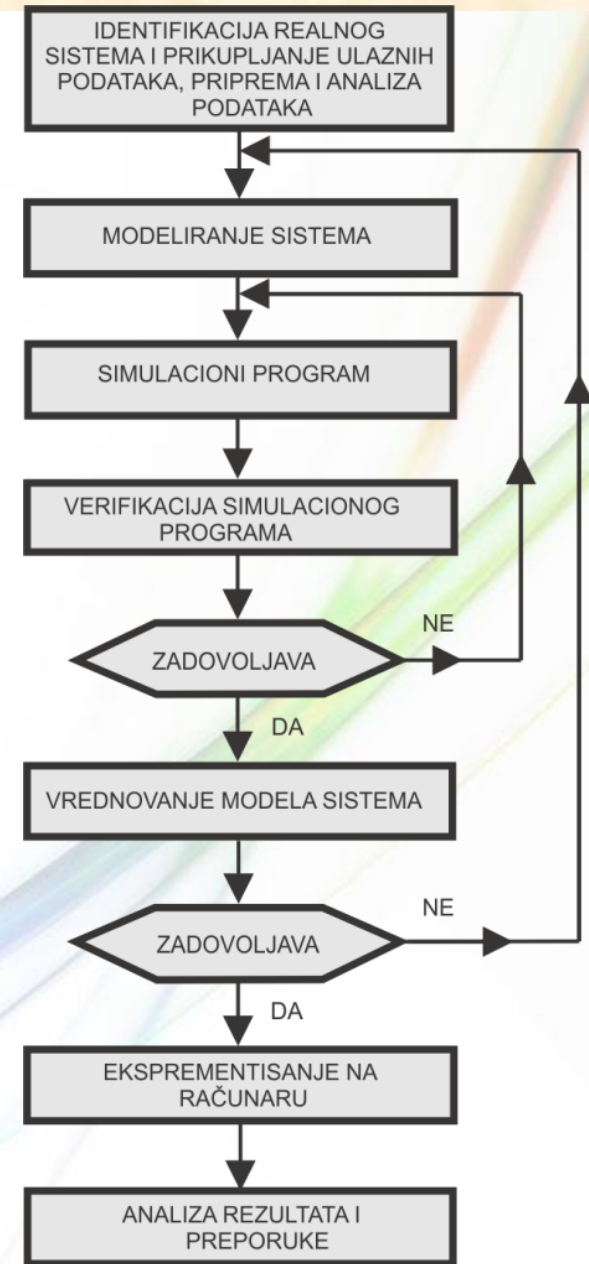 IDENTIFIKACIJA REALNOG
SISTEMA I PRIKUPLJANJE ULAZNIH
PODATAKA, PRIPREMA I ANALIZA
PODATAKA
MODELIRANJE SISTEMA
SIMULACIONI PROGRAM
VERIFIKACIJA SIMULACIONOG
PROGRAMA
ZADOVOLJAVA
NE
DA
VREDNOVANJE MODELA SISTEMA
ZADOVOLJAVA
NE
DA
EKSPREMENTISANJE NA
RAČUNARU
ANALIZA REZULTATA I
PREPORUKE